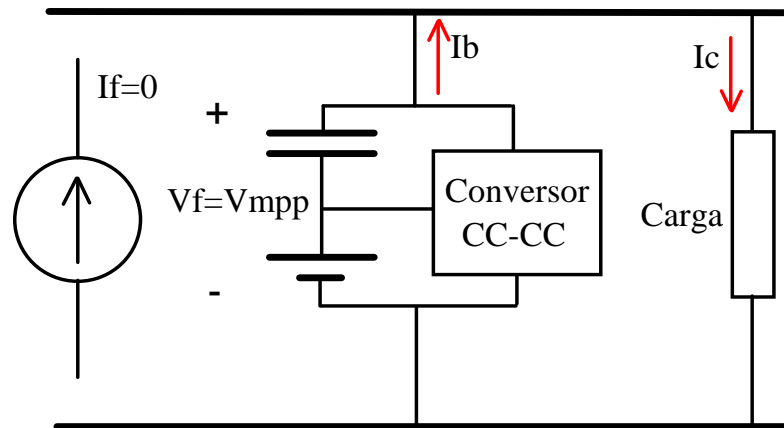 Ib
Ic
If=0
+
Vf=Vmpp
-
Conversor
CC-CC
Carga